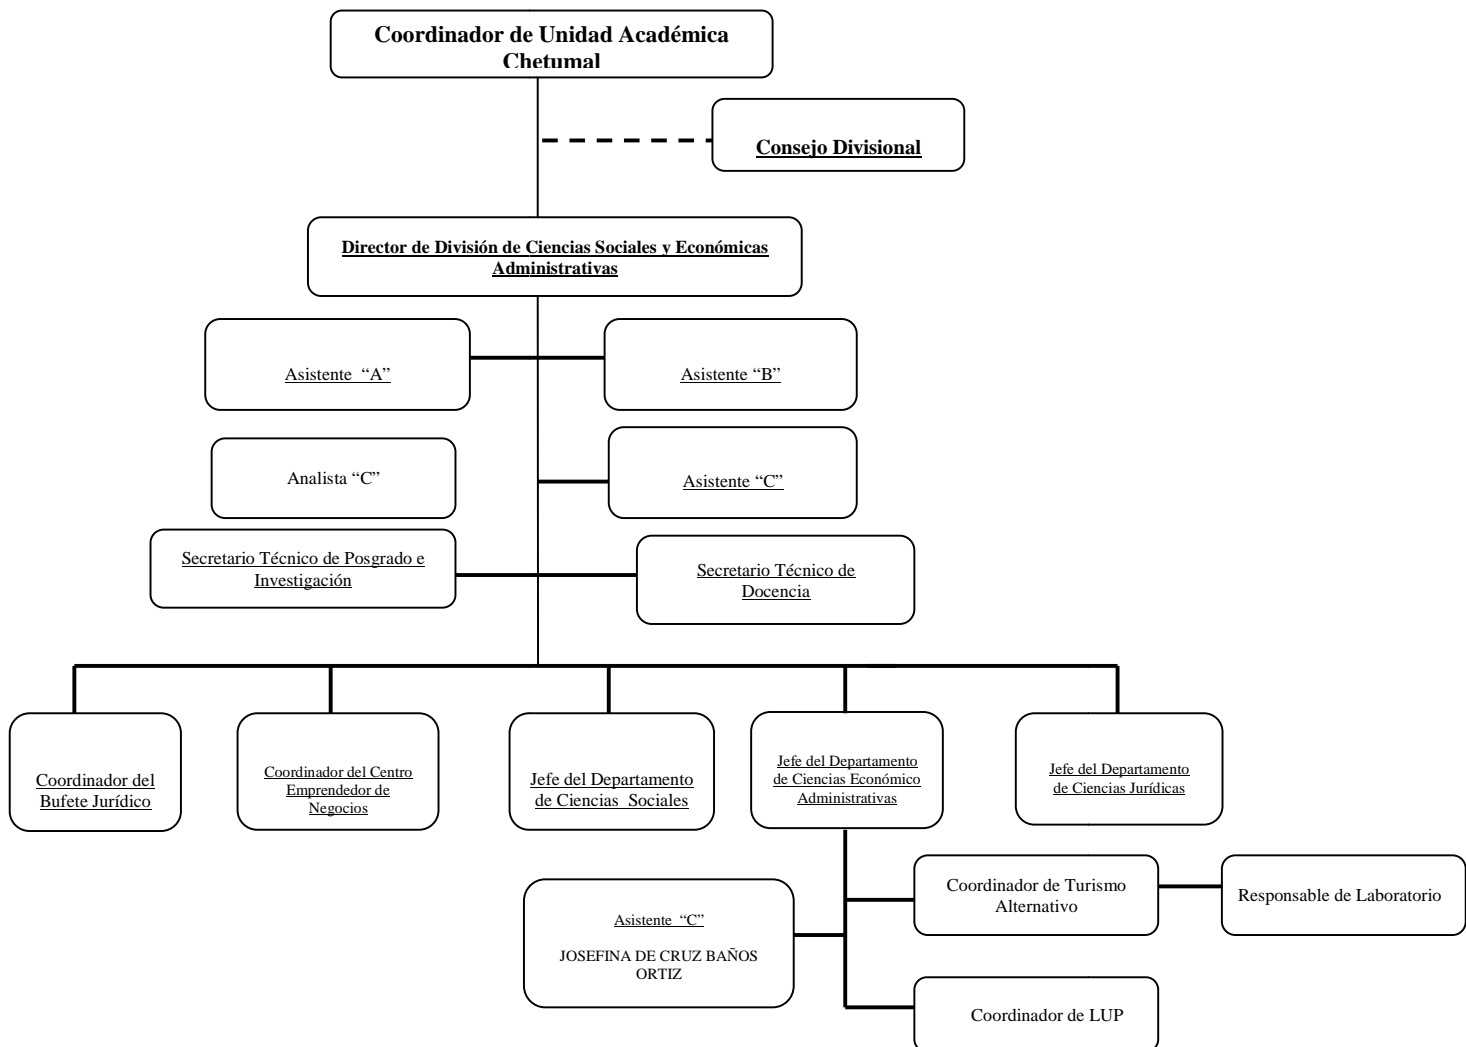 Coordinador de Unidad Académica
Chetumal
Consejo Divisional
Director de División de Ciencias Sociales y Económicas
Administrativas
Asistente “A”
Asistente “B”
Analista “C”
Asistente “C”
Secretario Técnico de Posgrado e
Investigación
Secretario Técnico de
Docencia
Coordinador del
Bufete Jurídico
Coordinador del Centro
Emprendedor de
Negocios
Jefe del Departamento
de Ciencias Sociales
Jefe del Departamento
de Ciencias Económico
Administrativas
Jefe del Departamento
de Ciencias Jurídicas
Asistente “C”
JOSEFINA DE CRUZ BAÑOS
ORTIZ
Coordinador de Turismo
Alternativo
Responsable de Laboratorio
Coordinador de LUP